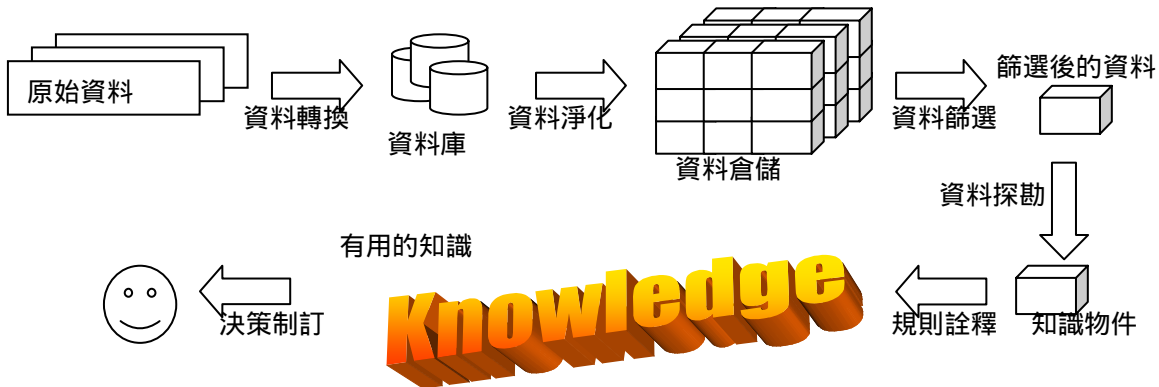 原始資料
資料轉換
資料庫
資料淨化
資料倉儲
資料篩選
篩選後的資料
資料探勘
知識物件
規則詮釋
有用的知識
Knowledge
決策制訂